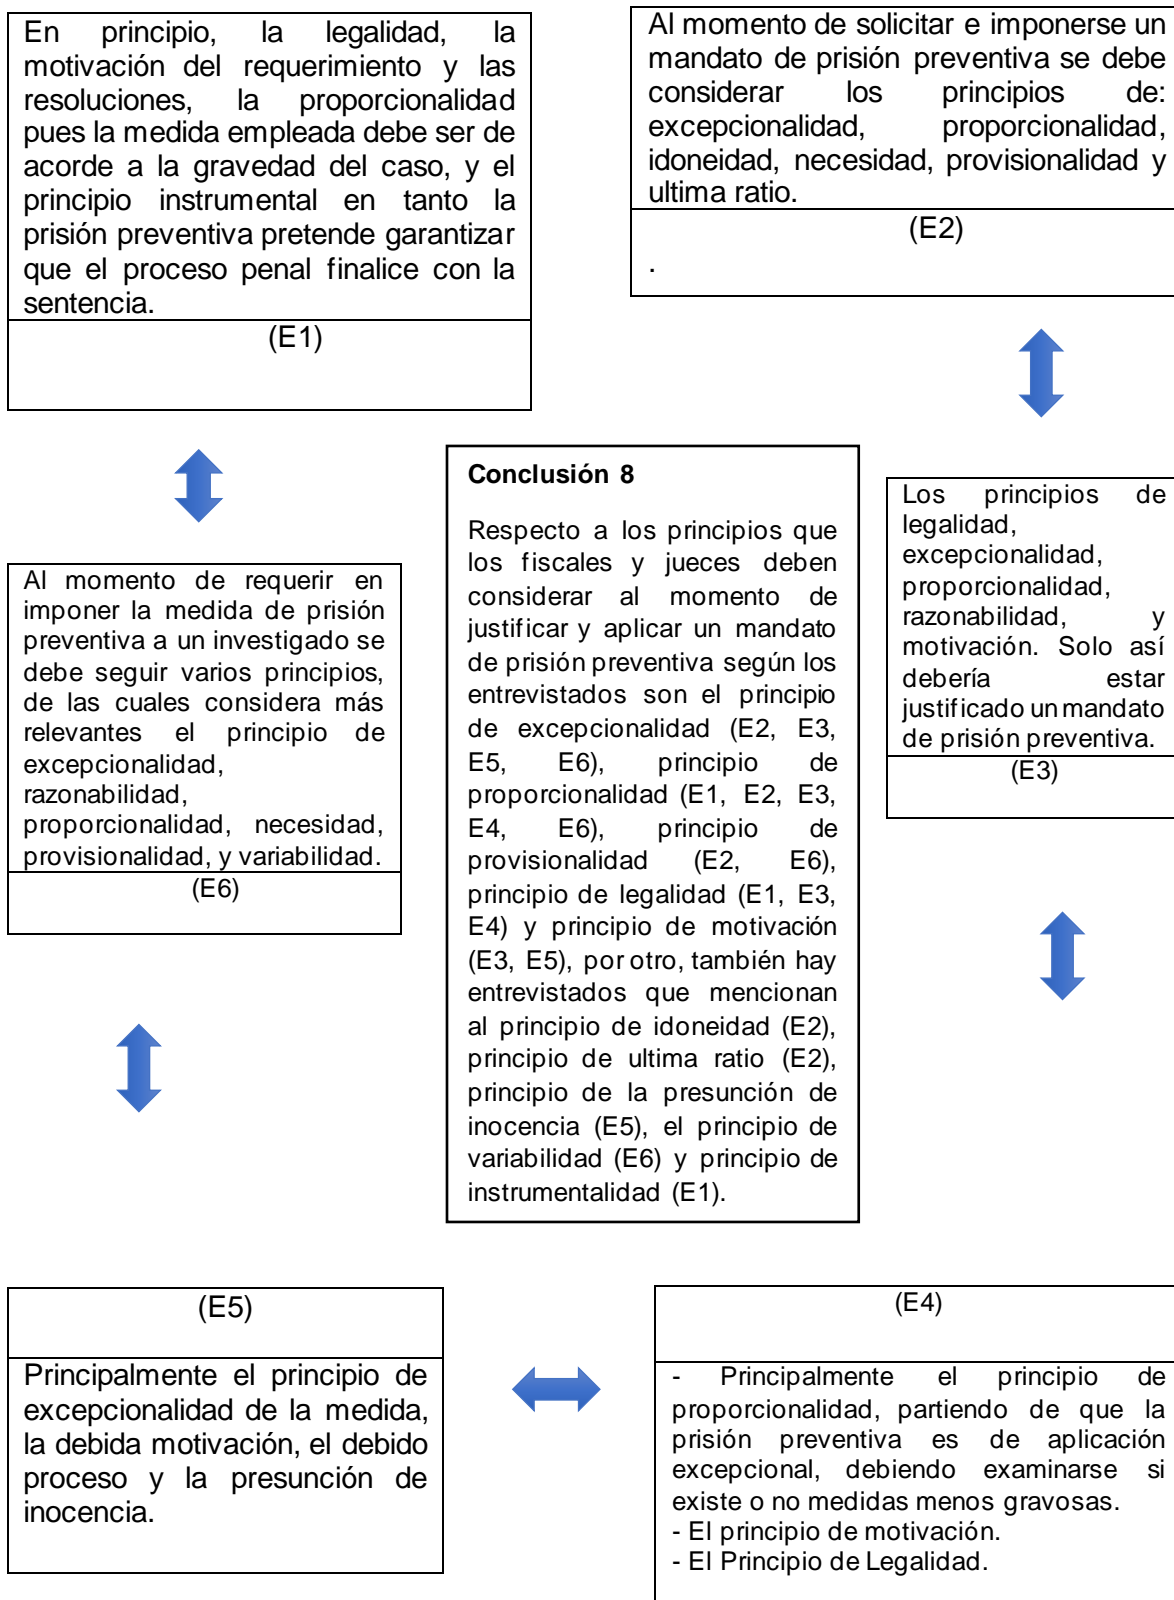 En principio, la legalidad, la
motivación del requerimiento y las
resoluciones, la proporcionalidad
pues la medida empleada debe ser de
acorde a la gravedad del caso, y el
principio instrumental en tanto la
prisión preventiva pretende garantizar
que el proceso penal finalice con la
sentencia.
(E1)
Al momento de solicitar e imponerse un
mandato de prisión preventiva se debe
considerar los principios de:
excepcionalidad, proporcionalidad,
idoneidad, necesidad, provisionalidad y
ultima ratio.
(E2)
.
Al momento de requerir en
imponer la medida de prisión
preventiva a un investigado se
debe seguir varios principios,
de las cuales considera más
relevantes el principio de
excepcionalidad,
razonabilidad,
proporcionalidad, necesidad,
provisionalidad, y variabilidad.
(E6)
Conclusión 8
Respecto a los principios que
los fiscales y jueces deben
considerar al momento de
justificar y aplicar un mandato
de prisión preventiva según los
entrevistados son el principio
de excepcionalidad (E2, E3,
E5, E6), principio de
proporcionalidad (E1, E2, E3,
E4, E6), principio de
provisionalidad (E2, E6),
principio de legalidad (E1, E3,
E4) y principio de motivación
(E3, E5), por otro, también hay
entrevistados que mencionan
al principio de idoneidad (E2),
principio de ultima ratio (E2),
principio de la presunción de
inocencia (E5), el principio de
variabilidad (E6) y principio de
instrumentalidad (E1).
Los principios de
legalidad,
excepcionalidad,
proporcionalidad,
razonabilidad, y
motivación. Solo así
debería estar
justificado un mandato
de prisión preventiva.
(E3)
(E5)
Principalmente el principio de
excepcionalidad de la medida,
la debida motivación, el debido
proceso y la presunción de
inocencia.
(E4)
- Principalmente el principio de
proporcionalidad, partiendo de que la
prisión preventiva es de aplicación
excepcional, debiendo examinarse si
existe o no medidas menos gravosas.
- El principio de motivación.
- El Principio de Legalidad.